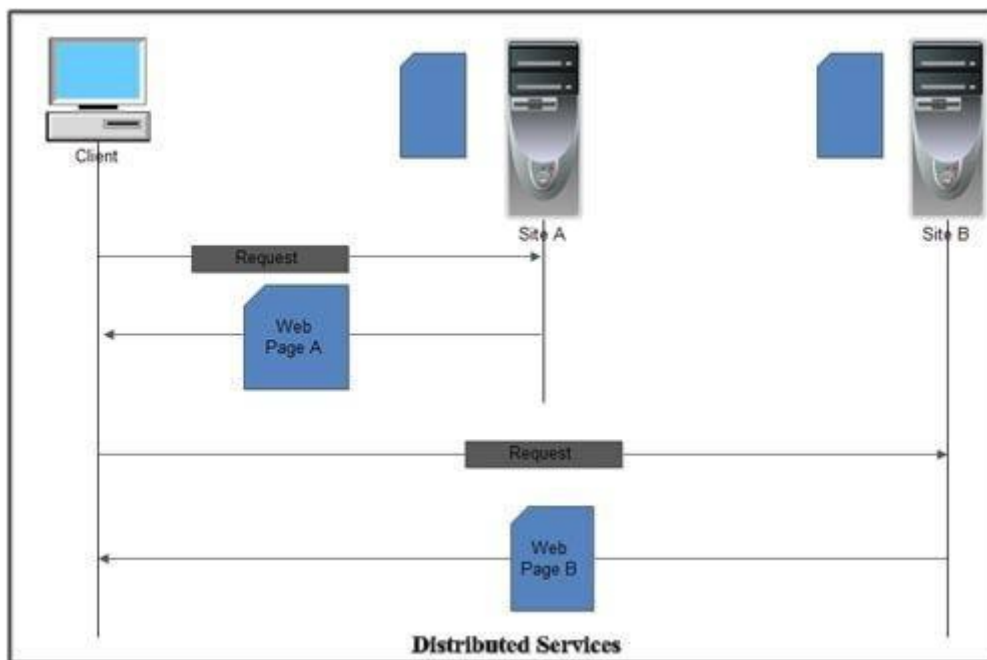 Client
Site A
Site B
Request
Web
Page A
Request
Web
Page B
Distributed Services